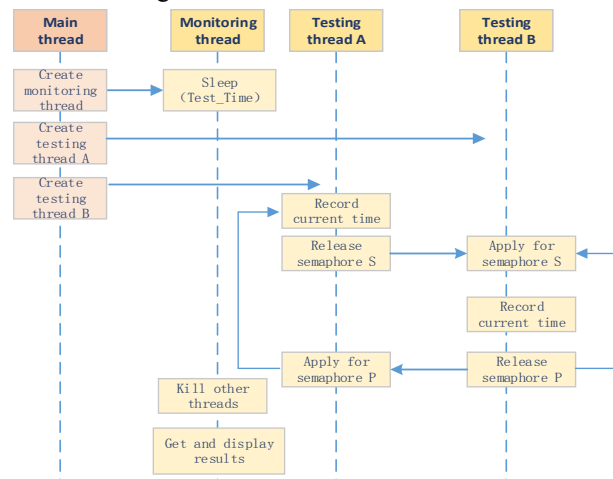 Main
thread
Monitoring
thread
Testing
thread A
Testing
thread B
Create
monitoring
thread
Sleep
(Test_Time)
Create
testing
thread A
Create
testing
thread B
Record
current time
Release
semaphore S
Apply for
semaphore S
Record
current time
Apply for
semaphore P
Release
semaphore P
Kill other
threads
Get and display
results